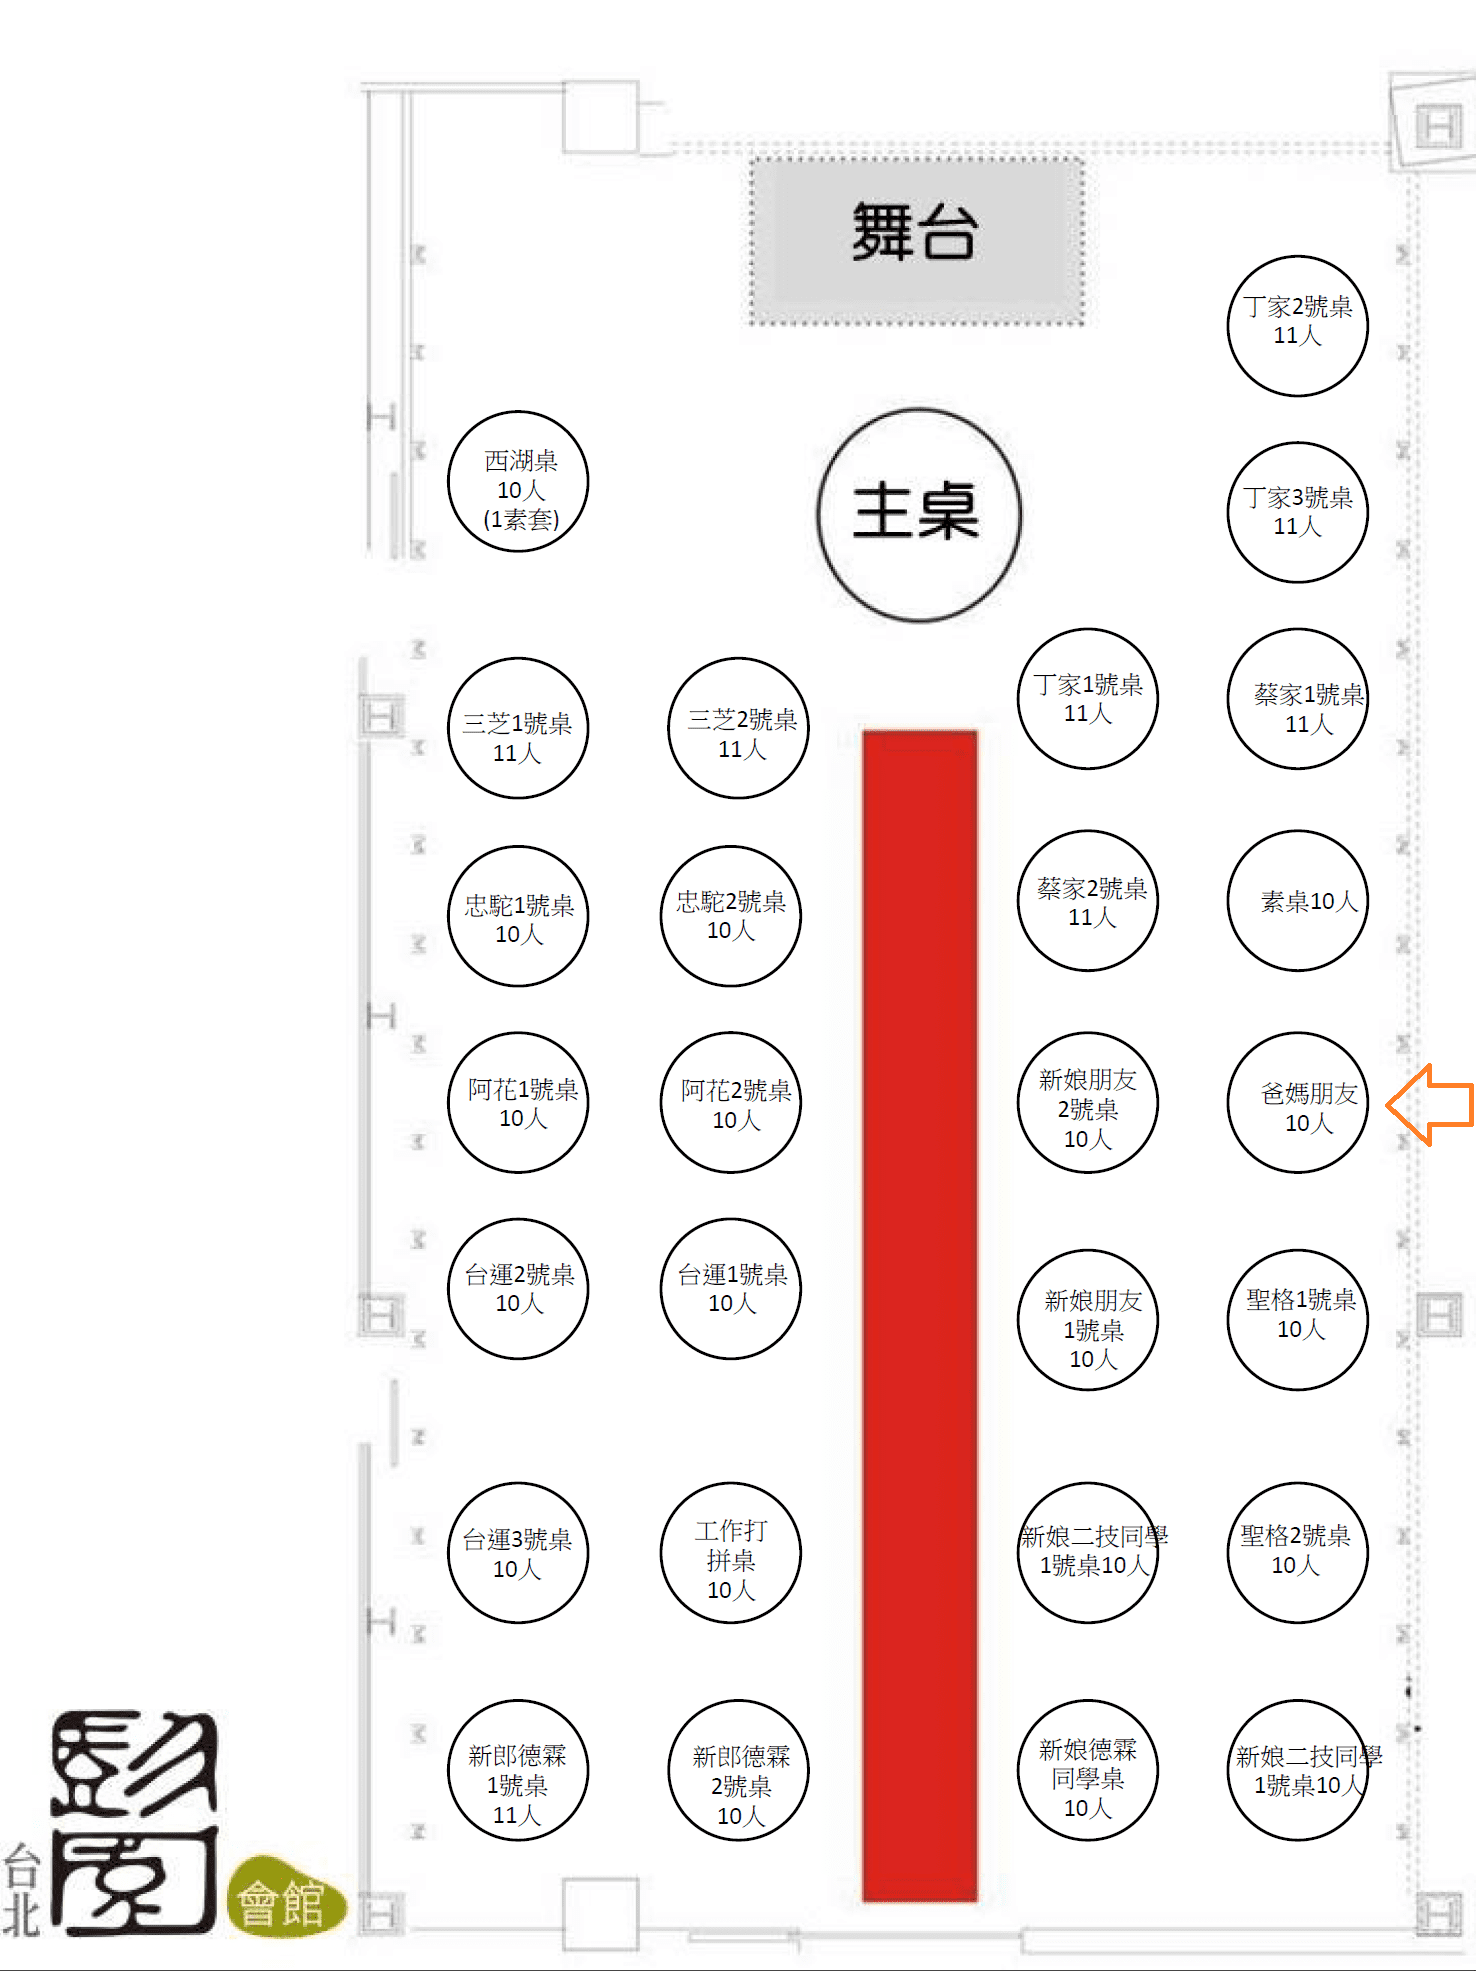 舞台
丁家2號桌
11人
西湖桌
10人
(1素套)
主桌
丁家3號桌
11人
三芝1號桌
11人
三芝2號桌
11人
丁家1號桌
11人
蔡家1號桌
11人
忠駝1號桌
10人
忠駝2號桌
10人
蔡家2號桌
11人
素桌10人
阿花1號桌
10人
阿花2號桌
10人
新娘朋友
2號桌
10人
爸媽朋友
10人
台運2號桌
10人
台運1號桌
10人
新娘朋友
1號桌
10人
聖格1號桌
10人
台運3號桌
10人
工作打
拼桌
10人
新娘二技同學
1號桌10人
聖格2號桌
10人
新郎德霖
1號桌
11人
新郎德霖
2號桌
10人
新娘德霖
同學桌
10人
新娘二技同學
1號桌10人
彭園
台北
會館